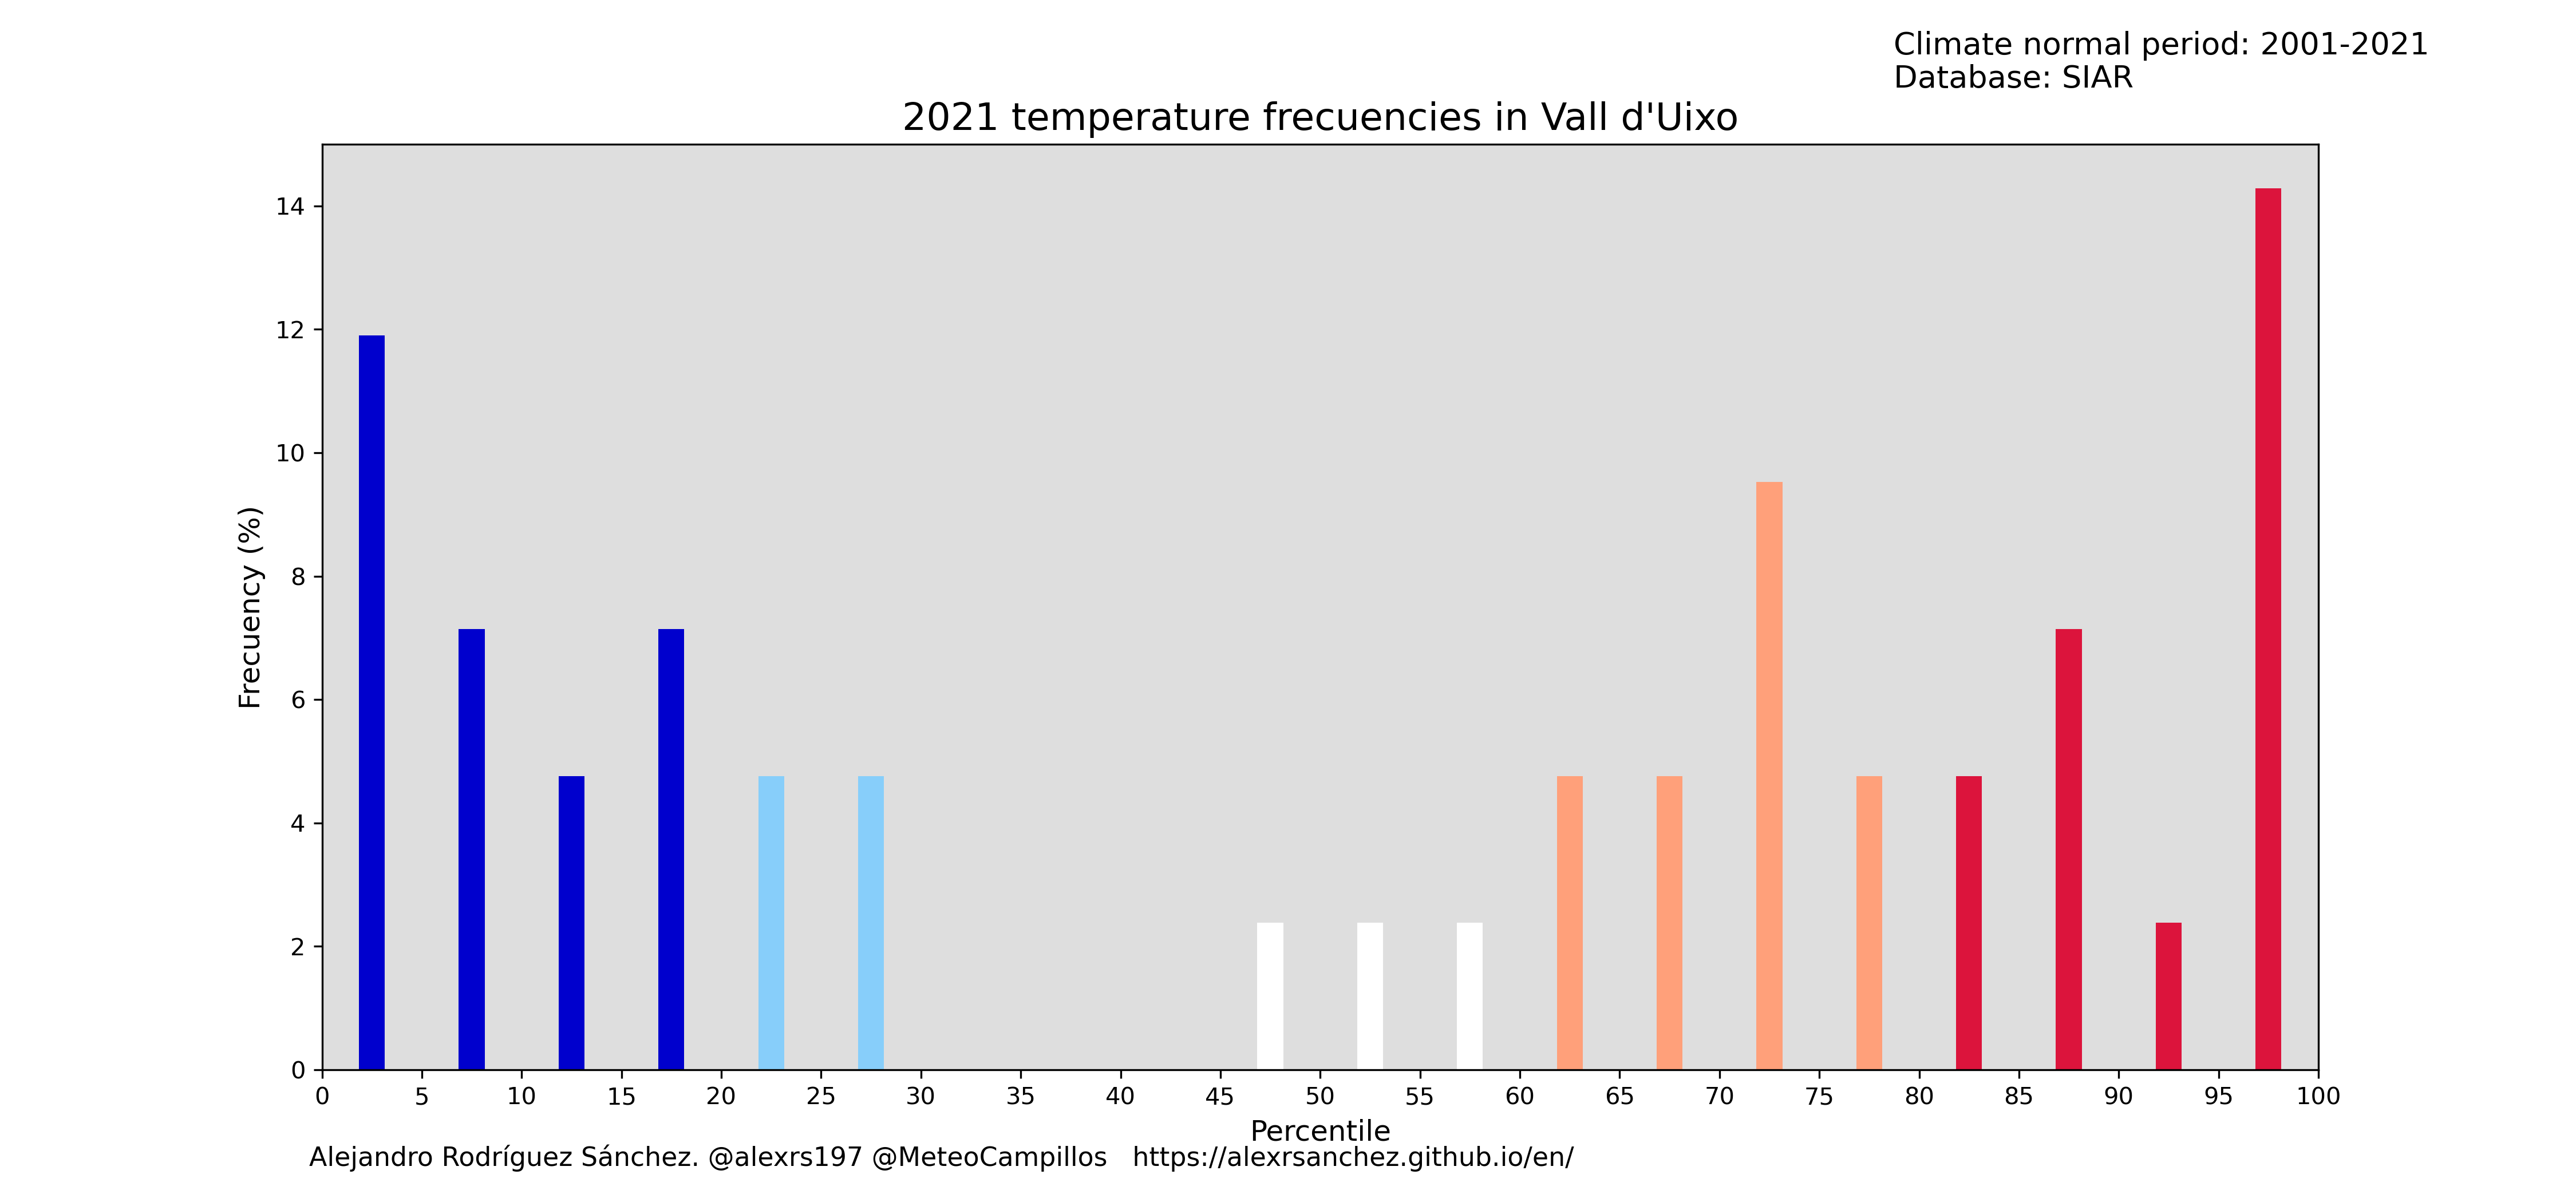 Climate normal period: 2001-2021
Database: SIAR
2021 temperature frecuencies in Vall d'Uixo
Frecuency (%)
14
12
10
8
6
4
2
0
0 5 10 15 20 25 30 35 40 45 50 55 60 65 70 75 80 85 90 95 100
Percentile
Alejandro Rodríguez Sánchez. @alexrs197 @MeteoCampillos https://alexrsanchez.github.io/en/